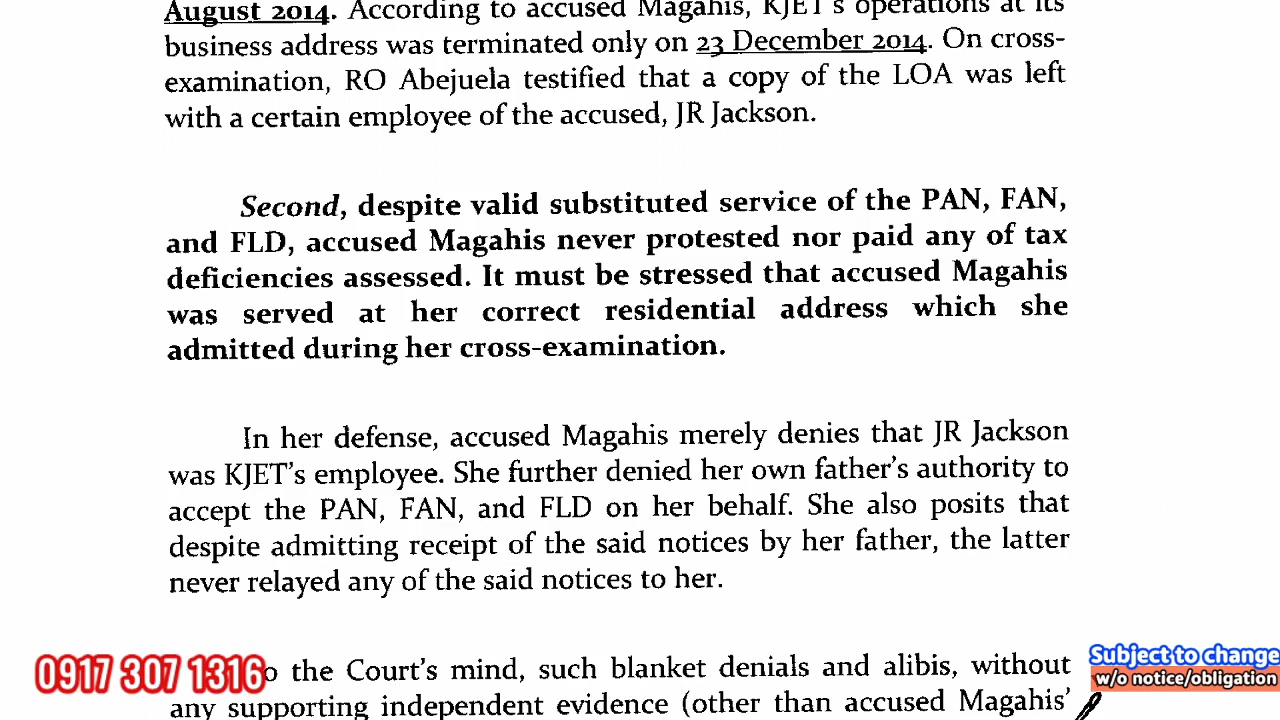 August 2014. According to accused Magahis, KJET's operations at its
business address was terminated only on 23 December 2014. On cross-
examination, RO Abejuela testified that a copy of the LOA was left
with a certain employee of the accused, JR Jackson.
Second, despite valid substituted service of the PAN, FAN,
and FLD, accused Magahis never protested nor paid any of tax
deficiencies assessed. It must be stressed that accused Magahis
was served at her correct residential address which she
admitted during her cross-examination.
In her defense, accused Magahis merely denies that JR Jackson
was KJET's employee. She further denied her own father's authority to
accept the PAN, FAN, and FLD on her behalf. She also posits that
despite admitting receipt of the said notices by her father, the latter
never relayed any of the said notices to her.
o the Court's mind, such blanket denials and alibis, without
any supporting independent evidence (other than accused Magahis'
0917 307 1316
Subject to change
w/o notice/obligation